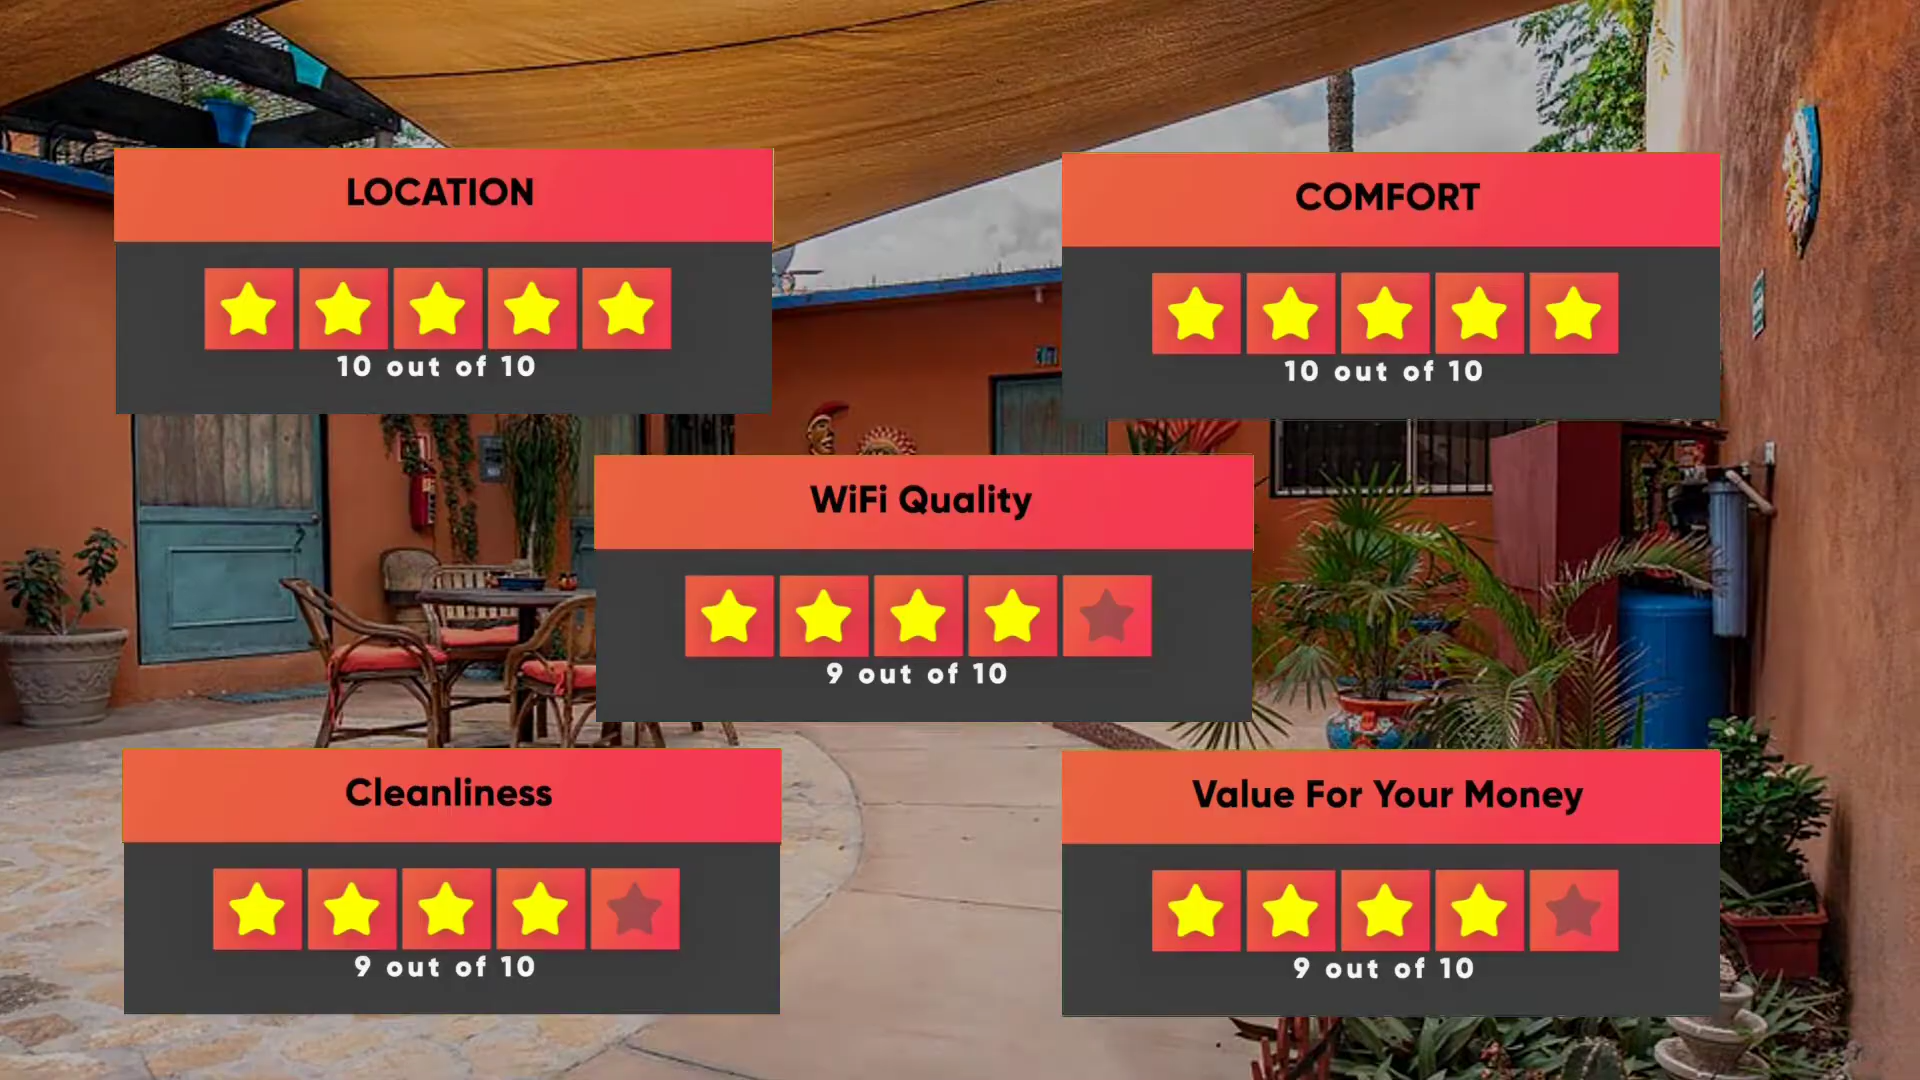 LOCATION
10 out of 10
COMFORT
10 out of 10
WiFi Quality
9 out of 10
Cleanliness
9 out of 10
Value For Your Money
9 out of 10